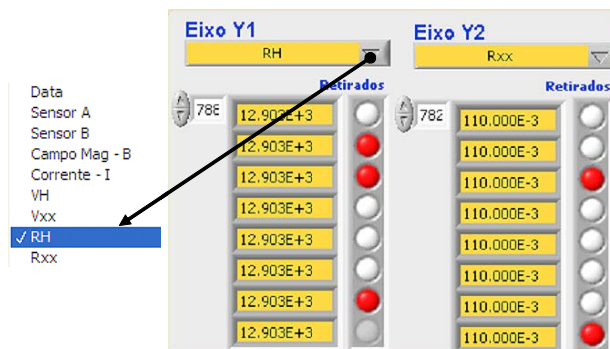 Eixo Y1
RH
Retirados
786
12.903E+3
12.903E+3
12.903E+3
12.903E+3
12.903E+3
12.903E+3
12.903E+3
12.903E+3
Eixo Y2
Rxx
Retirados
782
110.000E-3
110.000E-3
110.000E-3
110.000E-3
110.000E-3
110.000E-3
110.000E-3
110.000E-3
Data
Sensor A
Sensor B
Campo Mag - B
Corrente - I
VH
Vxx
✓ RH
Rxx